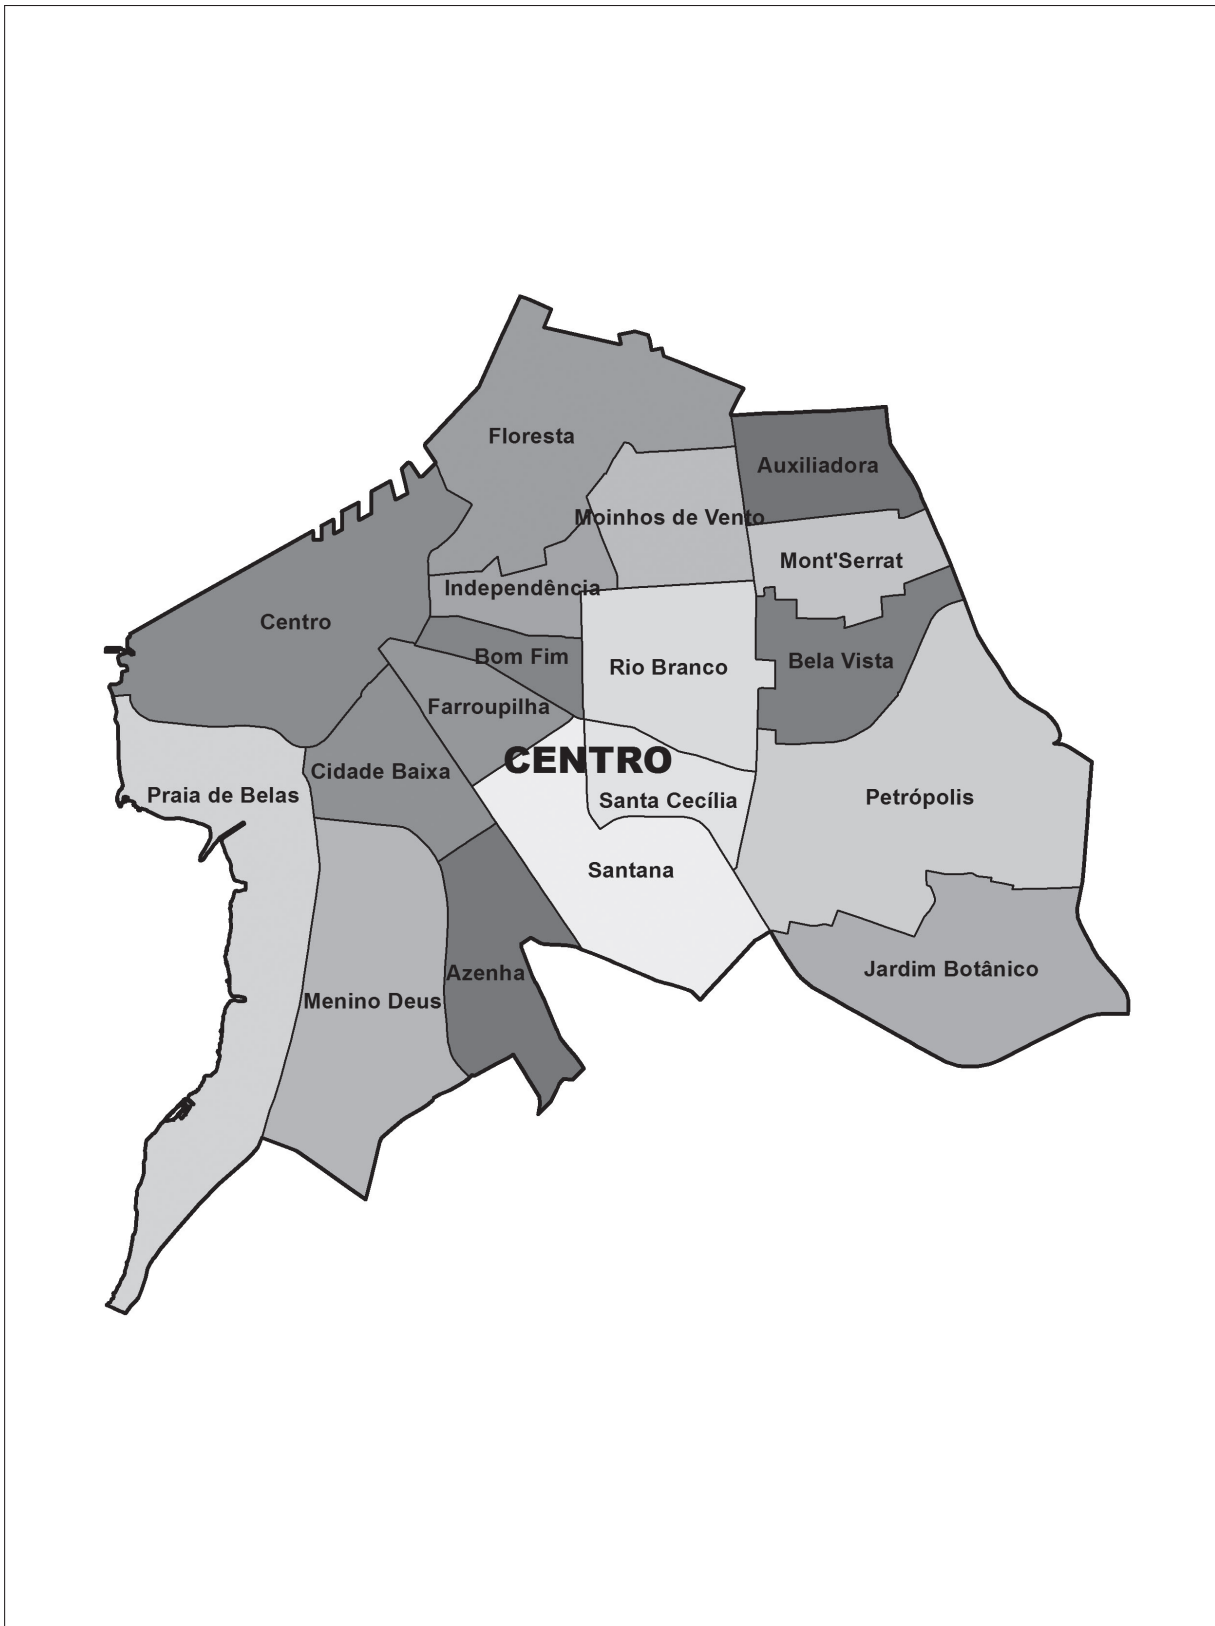 Floresta
Auxiliadora
Moinhos de Vento
Mont'Serrat
Independência
Centro
Bom Fim
Rio Branco
Bela Vista
Farroupilha
CENTRO
Cidade Baixa
Praia de Belas
Santa Cecília
Petrópolis
Santana
Azenha
Jardim Botânico
Menino Deus